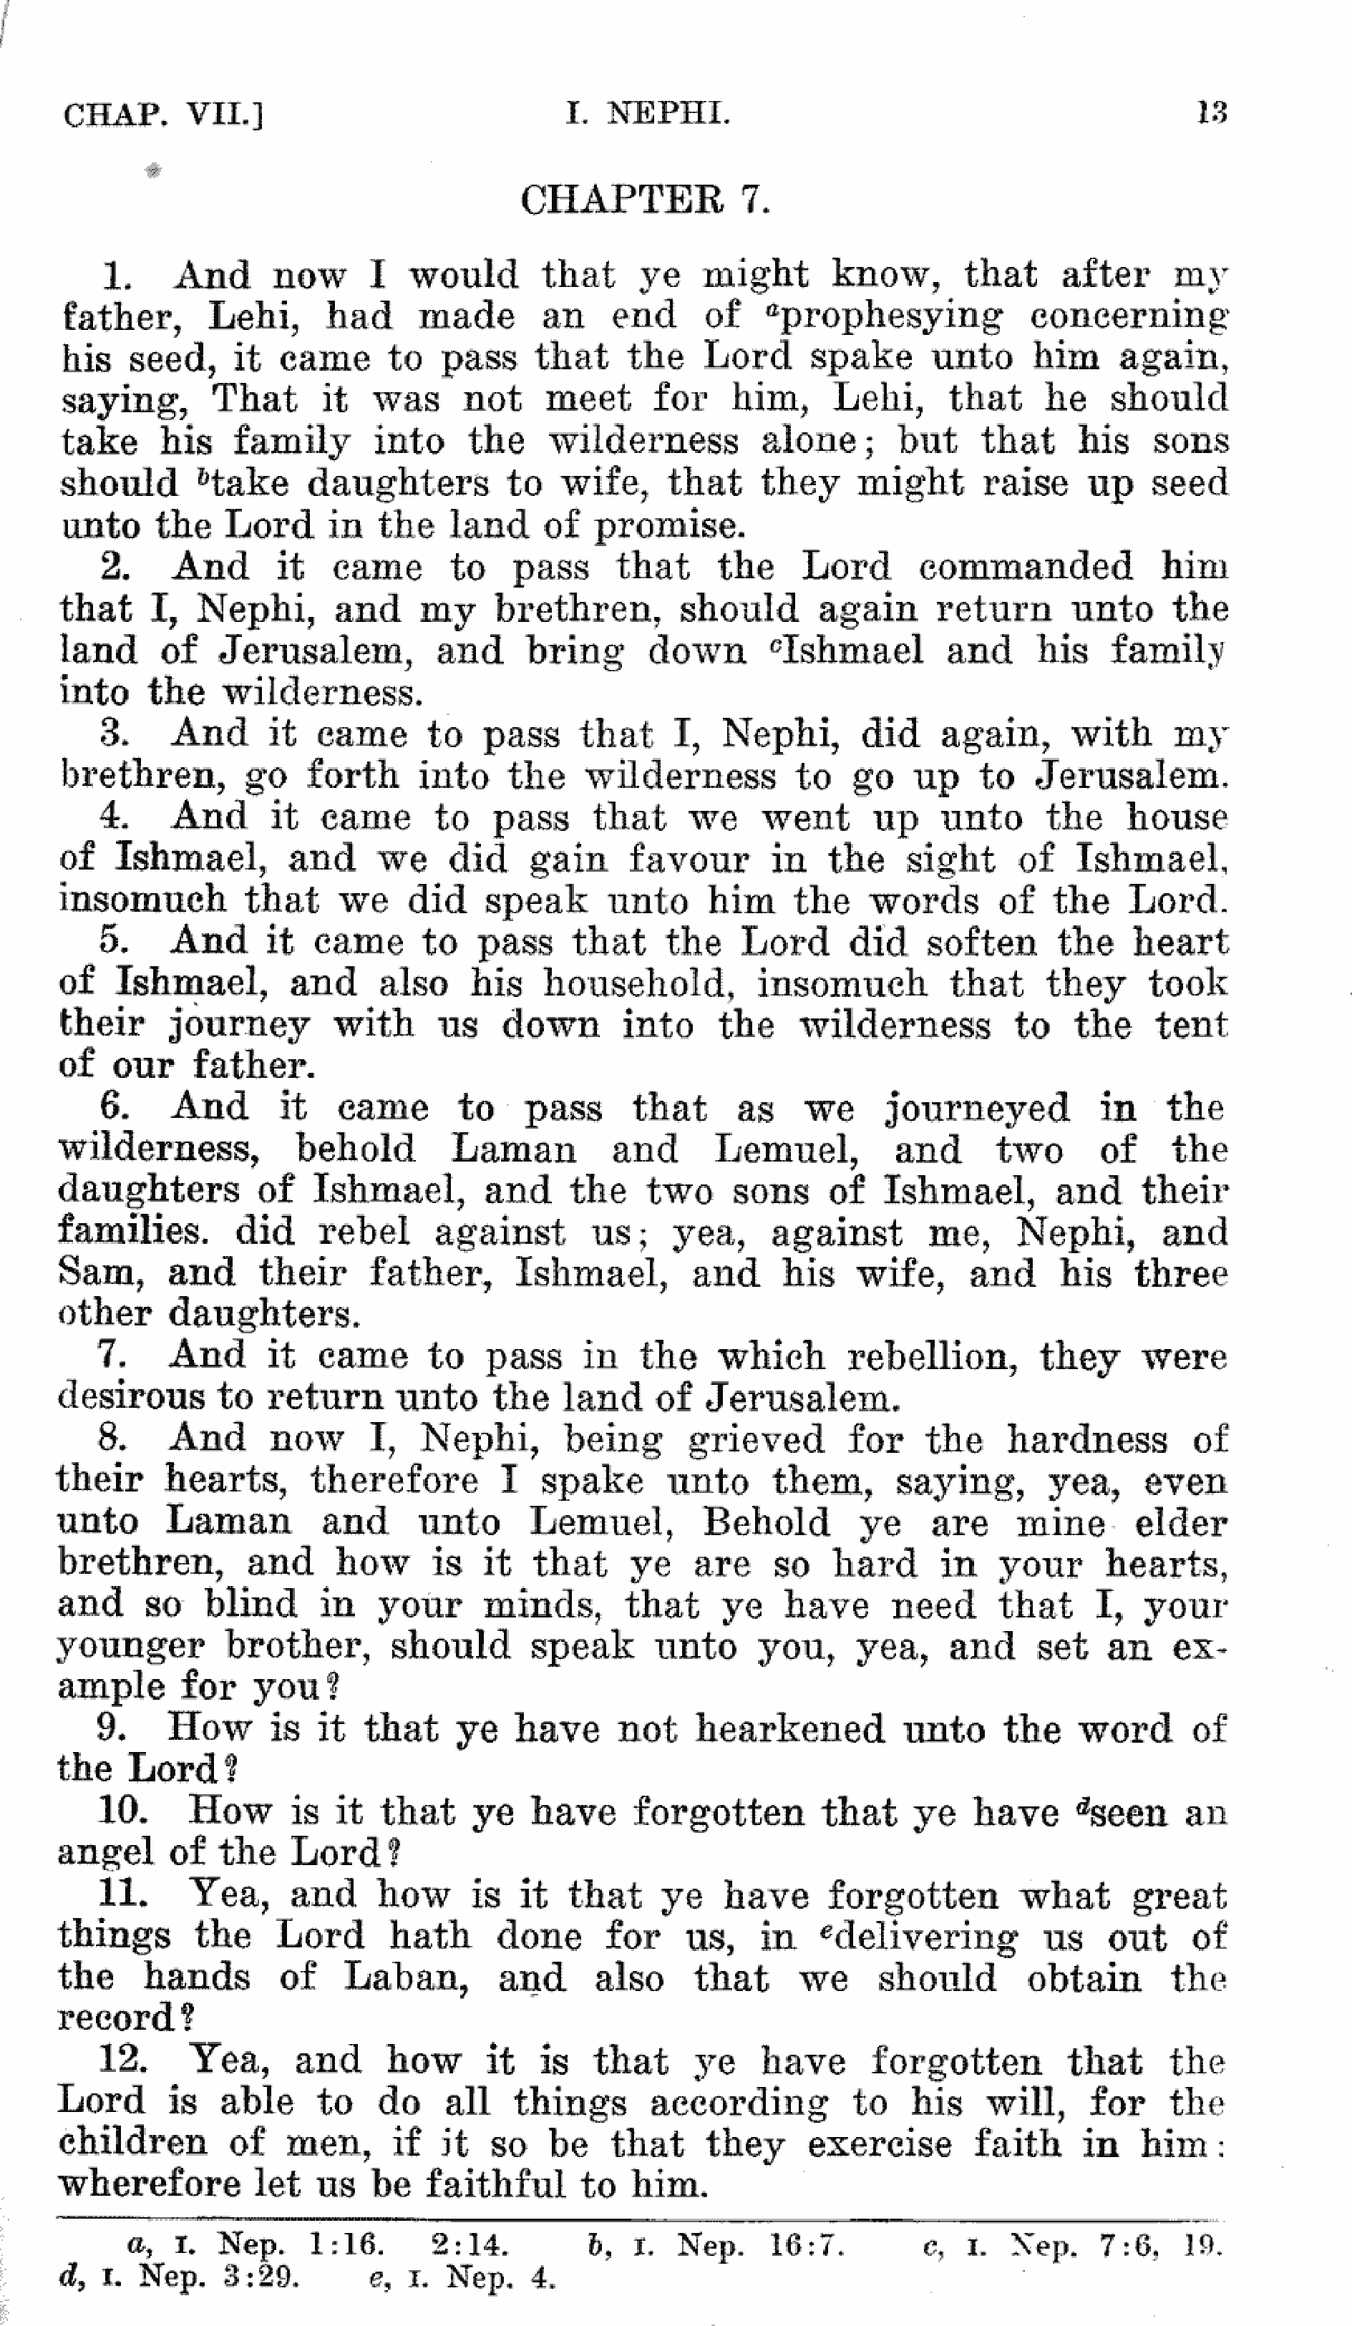 CHAP. VII.] I. NEPHI. 13
CHAPTER 7.
1. And now I would that ye might know, that after my
father, Lehi, had made an end of ᵃprophesying concerning
his seed, it came to pass that the Lord spake unto him again,
saying, That it was not meet for him, Lehi, that he should
take his family into the wilderness alone; but that his sons
should ᵇtake daughters to wife, that they might raise up seed
unto the Lord in the land of promise.
2. And it came to pass that the Lord commanded him
that I, Nephi, and my brethren, should again return unto the
land of Jerusalem, and bring down ᶜIshmael and his family
into the wilderness.
3. And it came to pass that I, Nephi, did again, with my
brethren, go forth into the wilderness to go up to Jerusalem.
4. And it came to pass that we went up unto the house
of Ishmael, and we did gain favour in the sight of Ishmael,
insomuch that we did speak unto him the words of the Lord.
5. And it came to pass that the Lord did soften the heart
of Ishmael, and also his household, insomuch that they took
their journey with us down into the wilderness to the tent
of our father.
6. And it came to pass that as we journeyed in the
wilderness, behold Laman and Lemuel, and two of the
daughters of Ishmael, and the two sons of Ishmael, and their
families. did rebel against us; yea, against me, Nephi, and
Sam, and their father, Ishmael, and his wife, and his three
other daughters.
7. And it came to pass in the which rebellion, they were
desirous to return unto the land of Jerusalem.
8. And now I, Nephi, being grieved for the hardness of
their hearts, therefore I spake unto them, saying, yea, even
unto Laman and unto Lemuel, Behold ye are mine elder
brethren, and how is it that ye are so hard in your hearts,
and so blind in your minds, that ye have need that I, your
younger brother, should speak unto you, yea, and set an ex-
ample for you?
9. How is it that ye have not hearkened unto the word of
the Lord?
10. How is it that ye have forgotten that ye have ᵈseen an
angel of the Lord?
11. Yea, and how is it that ye have forgotten what great
things the Lord hath done for us, in ᵉdelivering us out of
the hands of Laban, and also that we should obtain the
record?
12. Yea, and how it is that ye have forgotten that the
Lord is able to do all things according to his will, for the
children of men, if it so be that they exercise faith in him:
wherefore let us be faithful to him.
a, I. Nep. 1:16. 2:14. b, I. Nep. 16:7. c, I. Nep. 7:6, 19.
d, I. Nep. 3:29. e, I. Nep. 4.